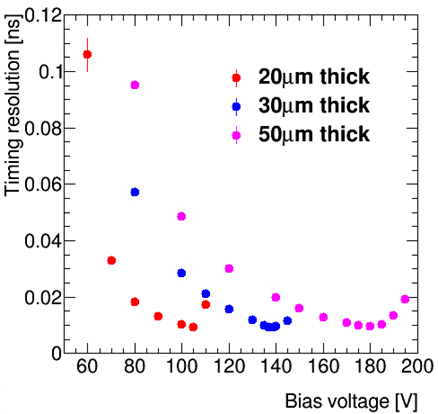 Timing resolution [ns]
0.12
0.1
0.08
0.06
0.04
0.02
0
20μm thick
30μm thick
50μm thick
60 80 100 120 140 160 180 200
Bias voltage [V]